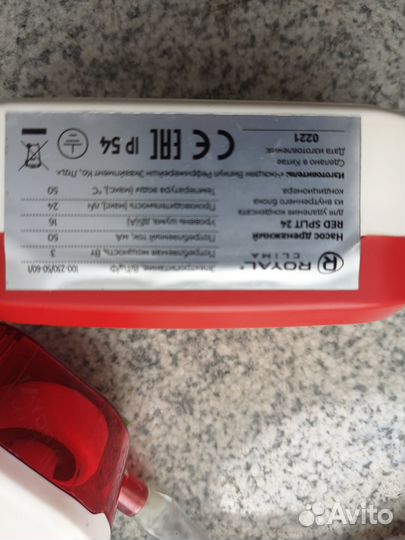 ROYAL®
CLIMA
Насос дренажный
RED SPLIT 24
для удаления конденсата
из внутреннего блока
кондиционера
Электропитание, В/Гц/Ф 100-230/50-60/1
Потребляемая мощность, Вт 3
Потребляемый ток, мА 50
Уровень шума, дБ(А) 16
Производительность (макс), л/ч 24
Температура воды (макс), °С 50
Изготовитель:
Сделано в Китае
Дата изготовления:
0221
IP 54
CE
EAC
Avito